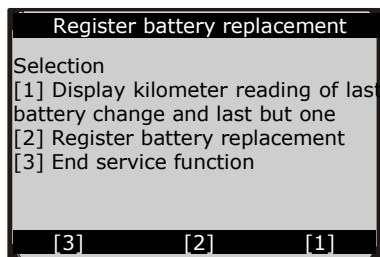 Register battery replacement
Selection
[1] Display kilometer reading of last
battery change and last but one
[2] Register battery replacement
[3] End service function
[3] [2] [1]